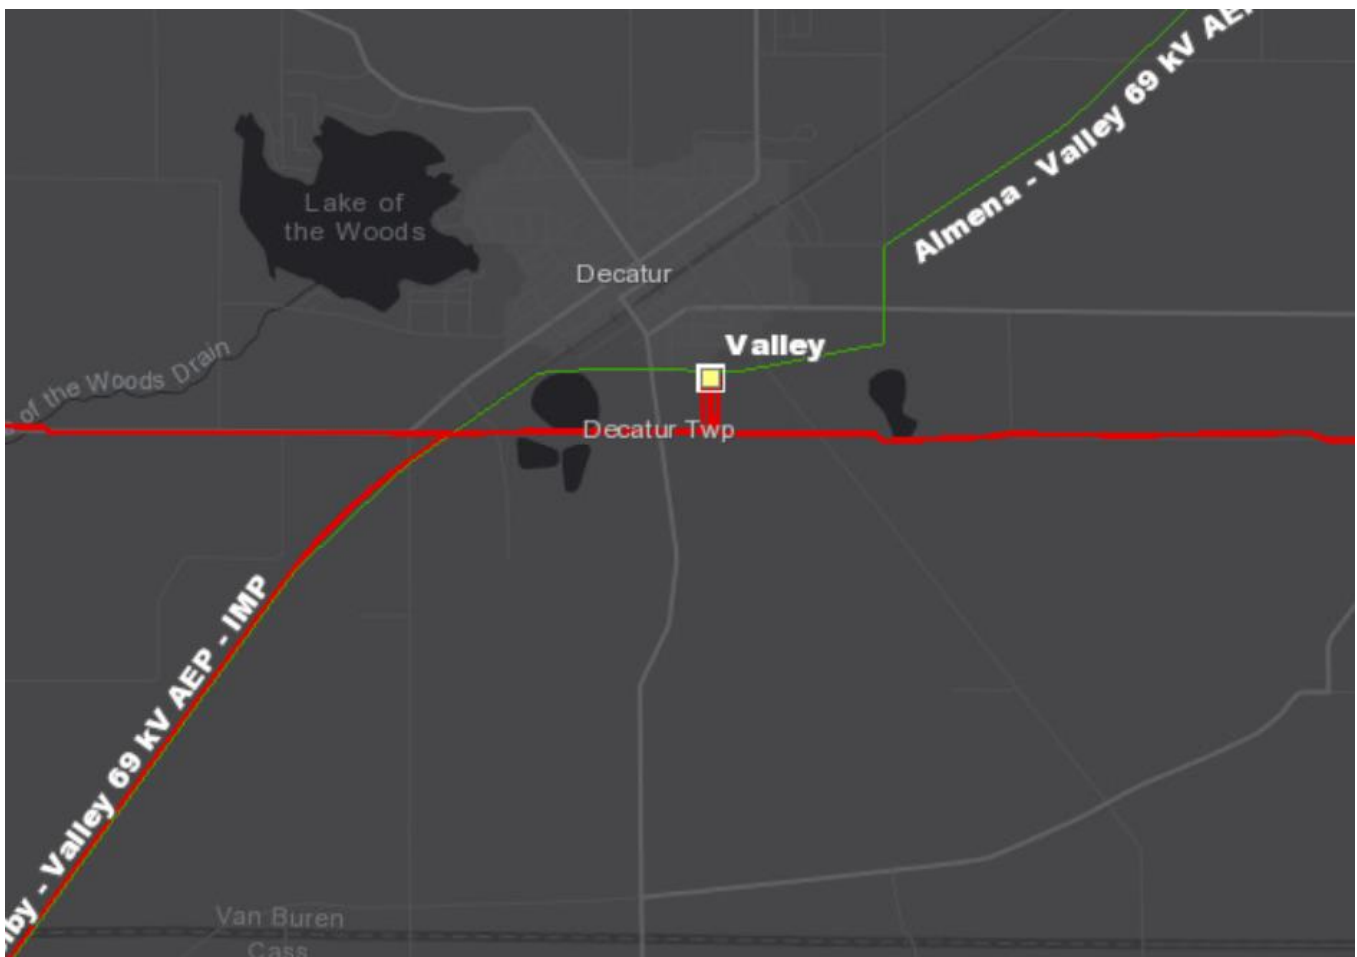 Almena - Valley 69 kV
Lake of
the Woods
Decatur
Valley
of the Woods Drain
Decatur Twp
Valley 69 kV AEP - IMP
Van Buren
Cass